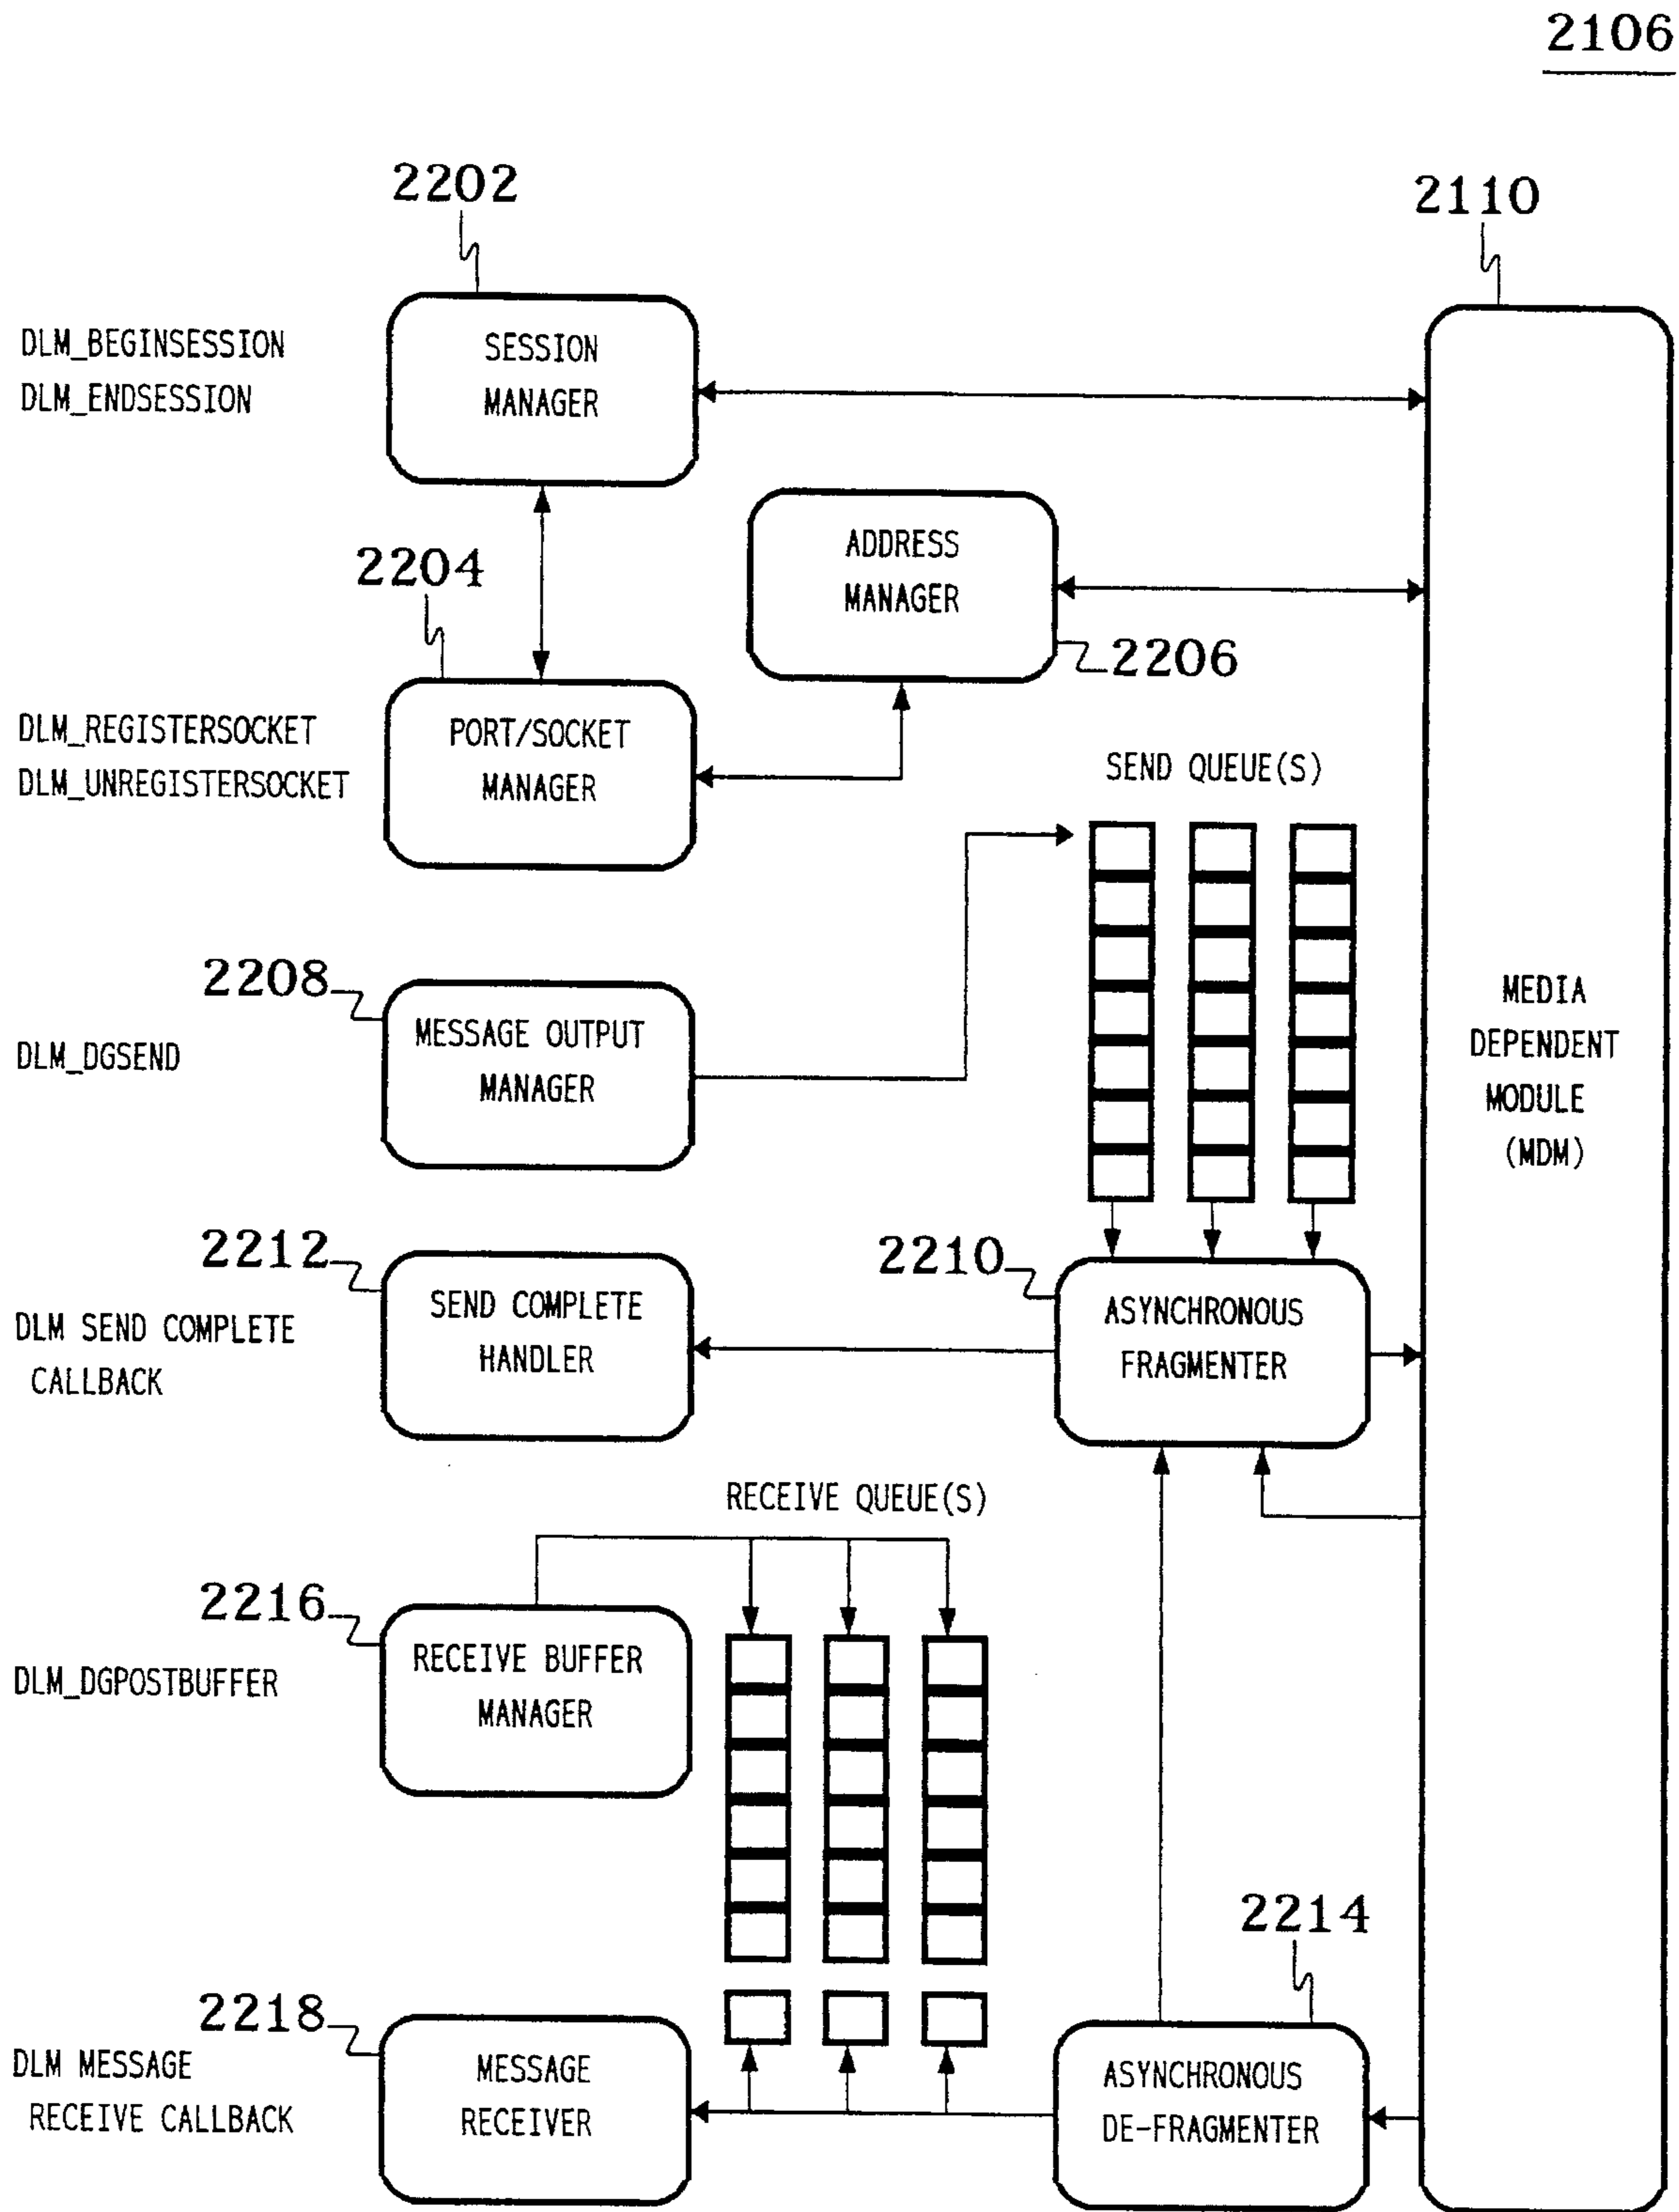 2106
2202
2110
DLM_BEGINSESSION
DLM_ENDSESSION
SESSION
MANAGER
ADDRESS
MANAGER
2204
2206
DLM_REGISTERSOCKET
DLM_UNREGISTERSOCKET
PORT/SOCKET
MANAGER
SEND QUEUE(S)
2208
DLM_DGSEND
MESSAGE OUTPUT
MANAGER
MEDIA
DEPENDENT
MODULE
(MDM)
2212
2210
DLM SEND COMPLETE
CALLBACK
SEND COMPLETE
HANDLER
ASYNCHRONOUS
FRAGMENTER
RECEIVE QUEUE(S)
2216
DLM_DGPOSTBUFFER
RECEIVE BUFFER
MANAGER
2214
2218
DLM MESSAGE
RECEIVE CALLBACK
MESSAGE
RECEIVER
ASYNCHRONOUS
DE-FRAGMENTER